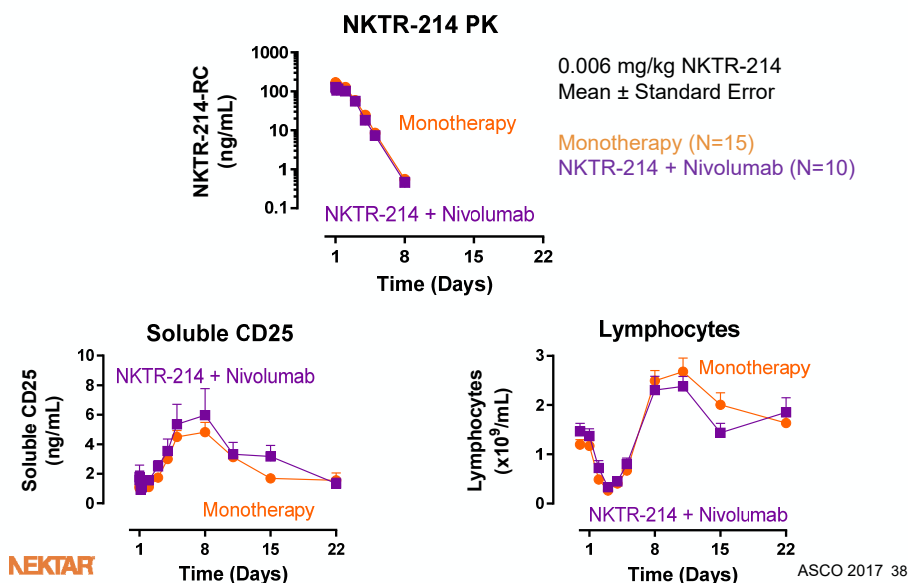 NKTR-214 PK
NKTR-214-RC
(ng/mL)
1000
100
10
1
0.1
Monotherapy
NKTR-214 + Nivolumab
1 8 15 22
Time (Days)
0.006 mg/kg NKTR-214
Mean ± Standard Error
Monotherapy (N=15)
NKTR-214 + Nivolumab (N=10)
Soluble CD25
Soluble CD25
(ng/mL)
10
8
6
4
2
0
NKTR-214 + Nivolumab
Monotherapy
1 8 15 22
Time (Days)
Lymphocytes
Lymphocytes
(x10⁹/mL)
3
2
1
0
Monotherapy
NKTR-214 + Nivolumab
1 8 15 22
Time (Days)
NEKTAR
ASCO 2017 38